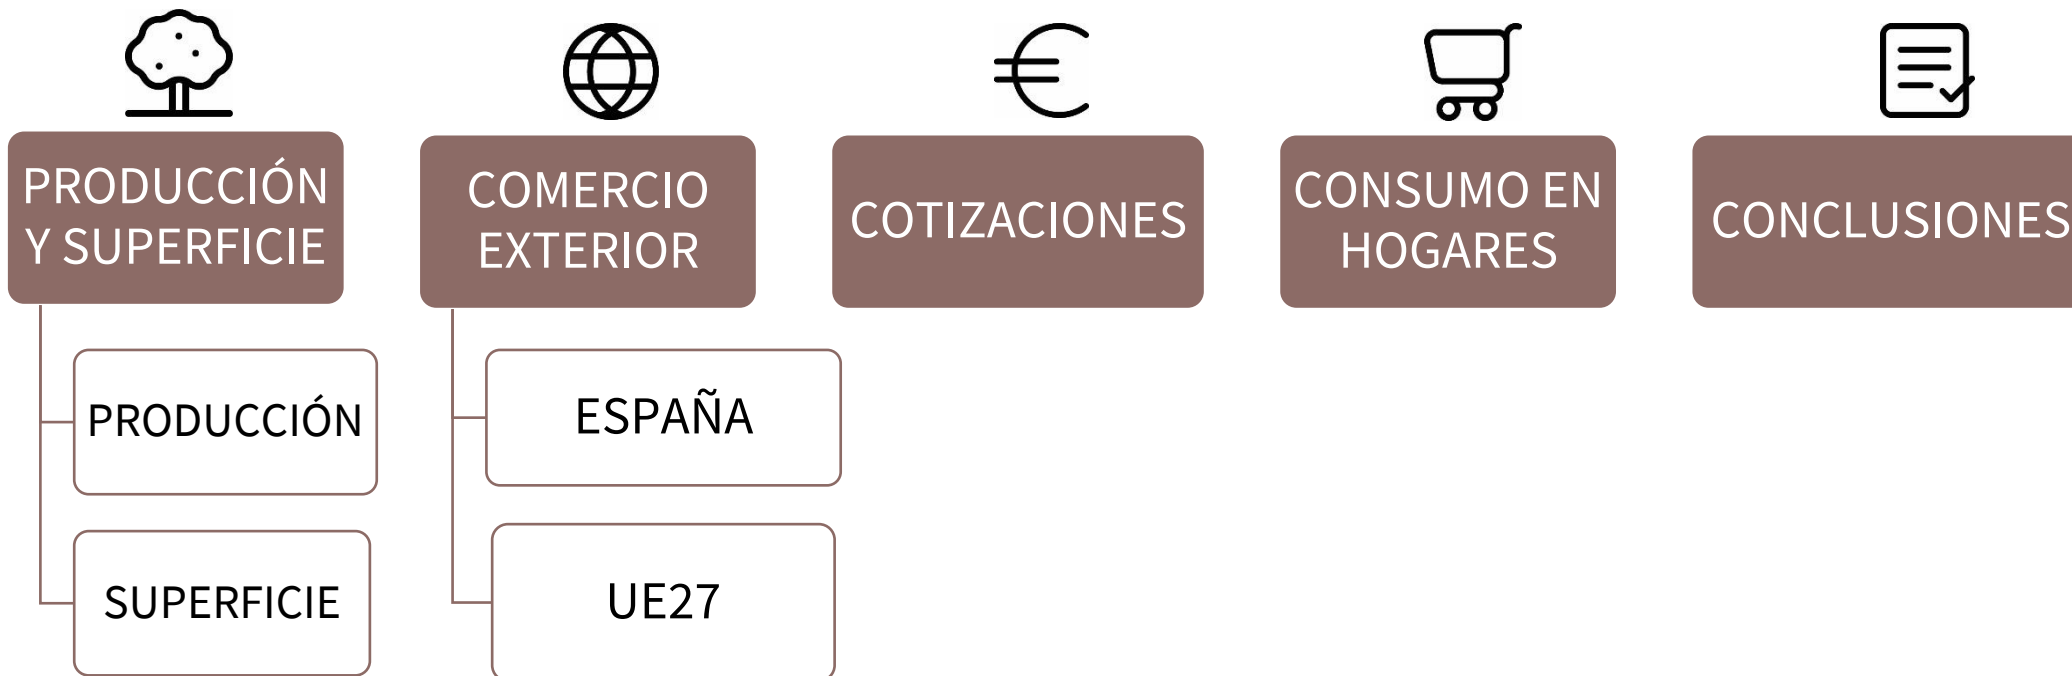 PRODUCCIÓN
Y SUPERFICIE
PRODUCCIÓN
SUPERFICIE
COMERCIO
EXTERIOR
ESPAÑA
UE27
COTIZACIONES
CONSUMO EN
HOGARES
CONCLUSIONES